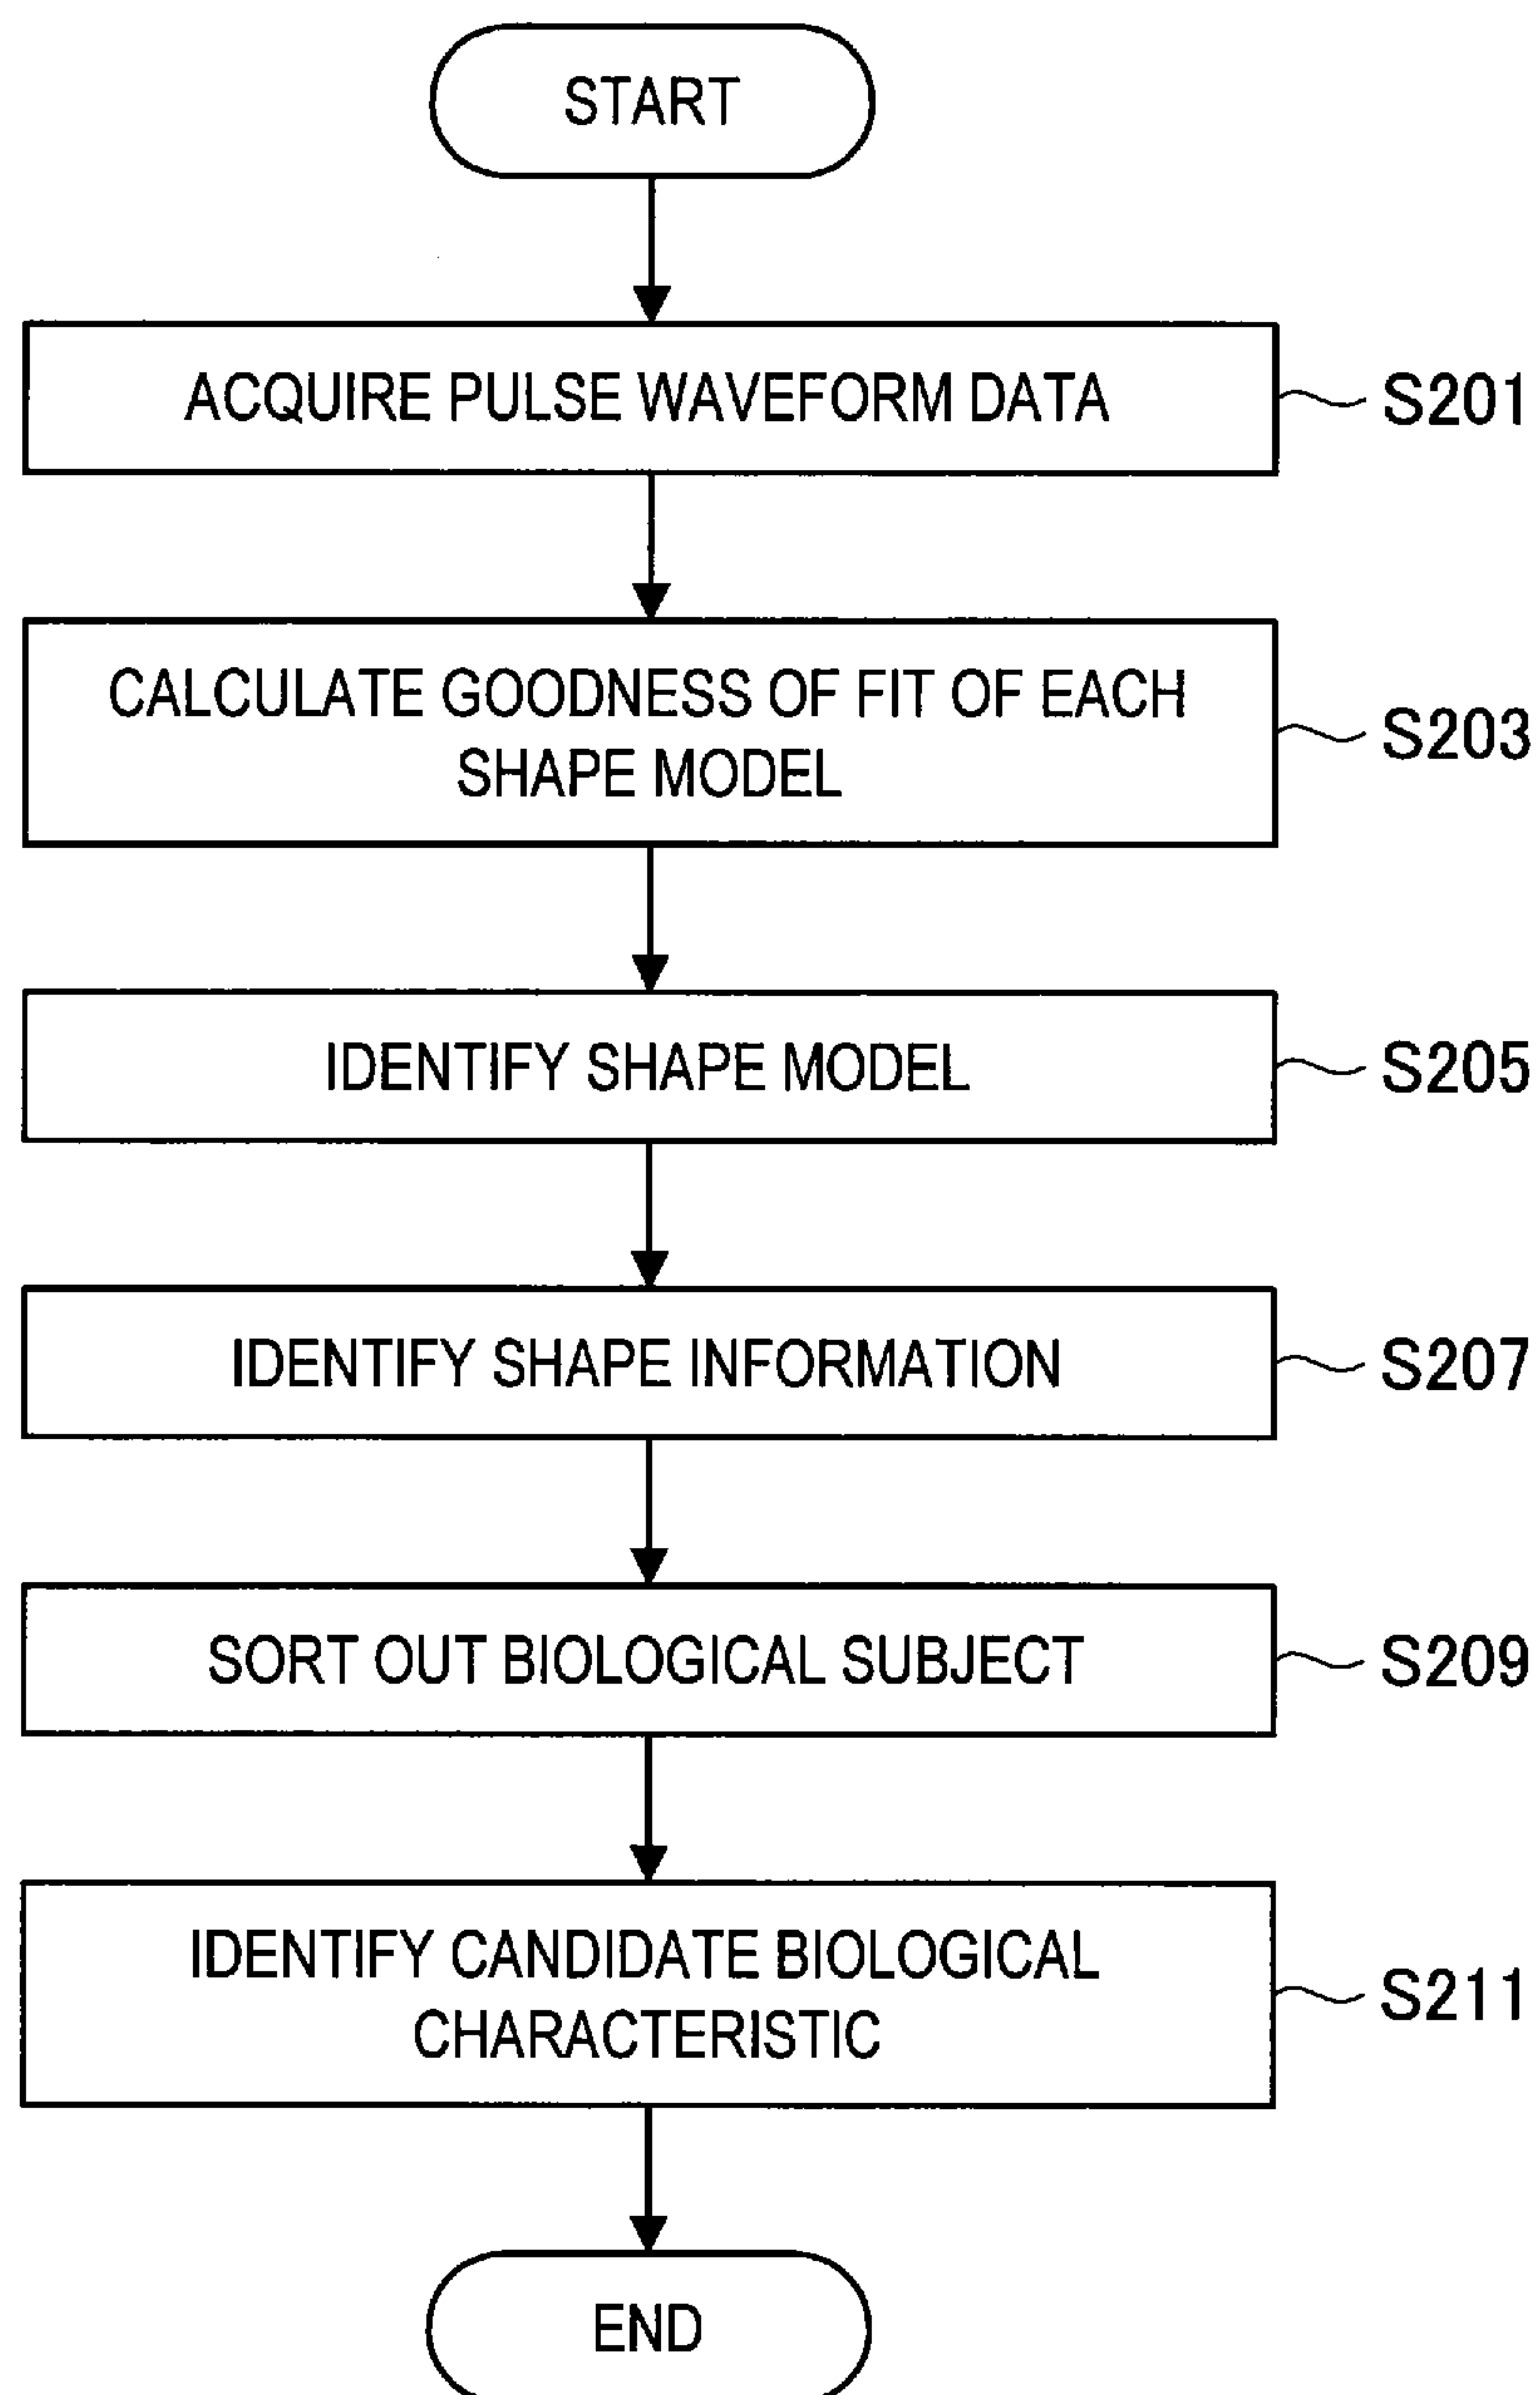 START
ACQUIRE PULSE WAVEFORM DATA
S201
CALCULATE GOODNESS OF FIT OF EACH
SHAPE MODEL
S203
IDENTIFY SHAPE MODEL
S205
IDENTIFY SHAPE INFORMATION
S207
SORT OUT BIOLOGICAL SUBJECT
S209
IDENTIFY CANDIDATE BIOLOGICAL
CHARACTERISTIC
S211
END